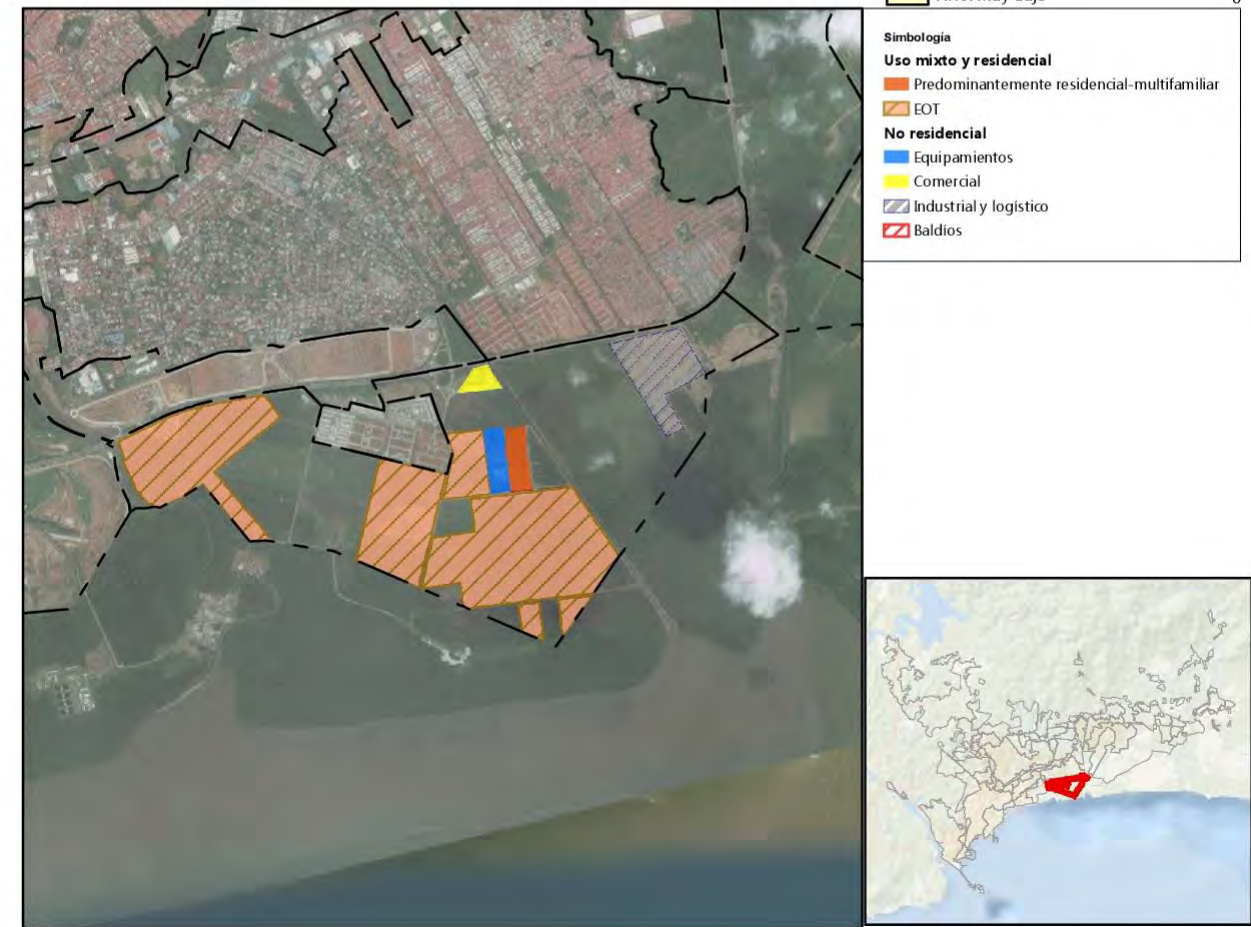 Simbología
Uso mixto y residencial
Predominantemente residencial-multifamiliar
EOT
No residencial
Equipamientos
Comercial
Industrial y logístico
Baldíos